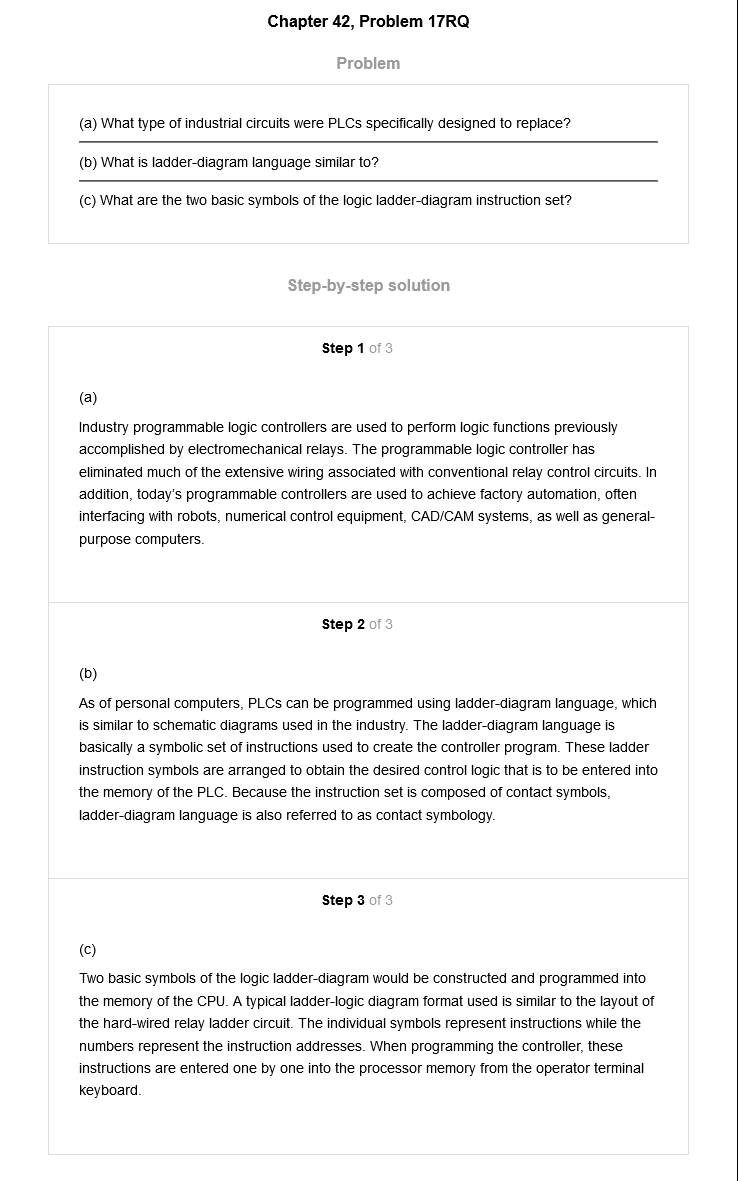 Chapter 42, Problem 17RQ
Problem
(a) What type of industrial circuits were PLCs specifically designed to replace?
(b) What is ladder-diagram language similar to?
(c) What are the two basic symbols of the logic ladder-diagram instruction set?
Step-by-step solution
Step 1 of 3
(a)
Industry programmable logic controllers are used to perform logic functions previously
accomplished by electromechanical relays. The programmable logic controller has
eliminated much of the extensive wiring associated with conventional relay control circuits. In
addition, today's programmable controllers are used to achieve factory automation, often
interfacing with robots, numerical control equipment, CAD/CAM systems, as well as general-
purpose computers.
Step 2 of 3
(b)
As of personal computers, PLCs can be programmed using ladder-diagram language, which
is similar to schematic diagrams used in the industry. The ladder-diagram language is
basically a symbolic set of instructions used to create the controller program. These ladder
instruction symbols are arranged to obtain the desired control logic that is to be entered into
the memory of the PLC. Because the instruction set is composed of contact symbols,
ladder-diagram language is also referred to as contact symbology.
Step 3 of 3
(c)
Two basic symbols of the logic ladder-diagram would be constructed and programmed into
the memory of the CPU. A typical ladder-logic diagram format used is similar to the layout of
the hard-wired relay ladder circuit. The individual symbols represent instructions while the
numbers represent the instruction addresses. When programming the controller, these
instructions are entered one by one into the processor memory from the operator terminal
keyboard.